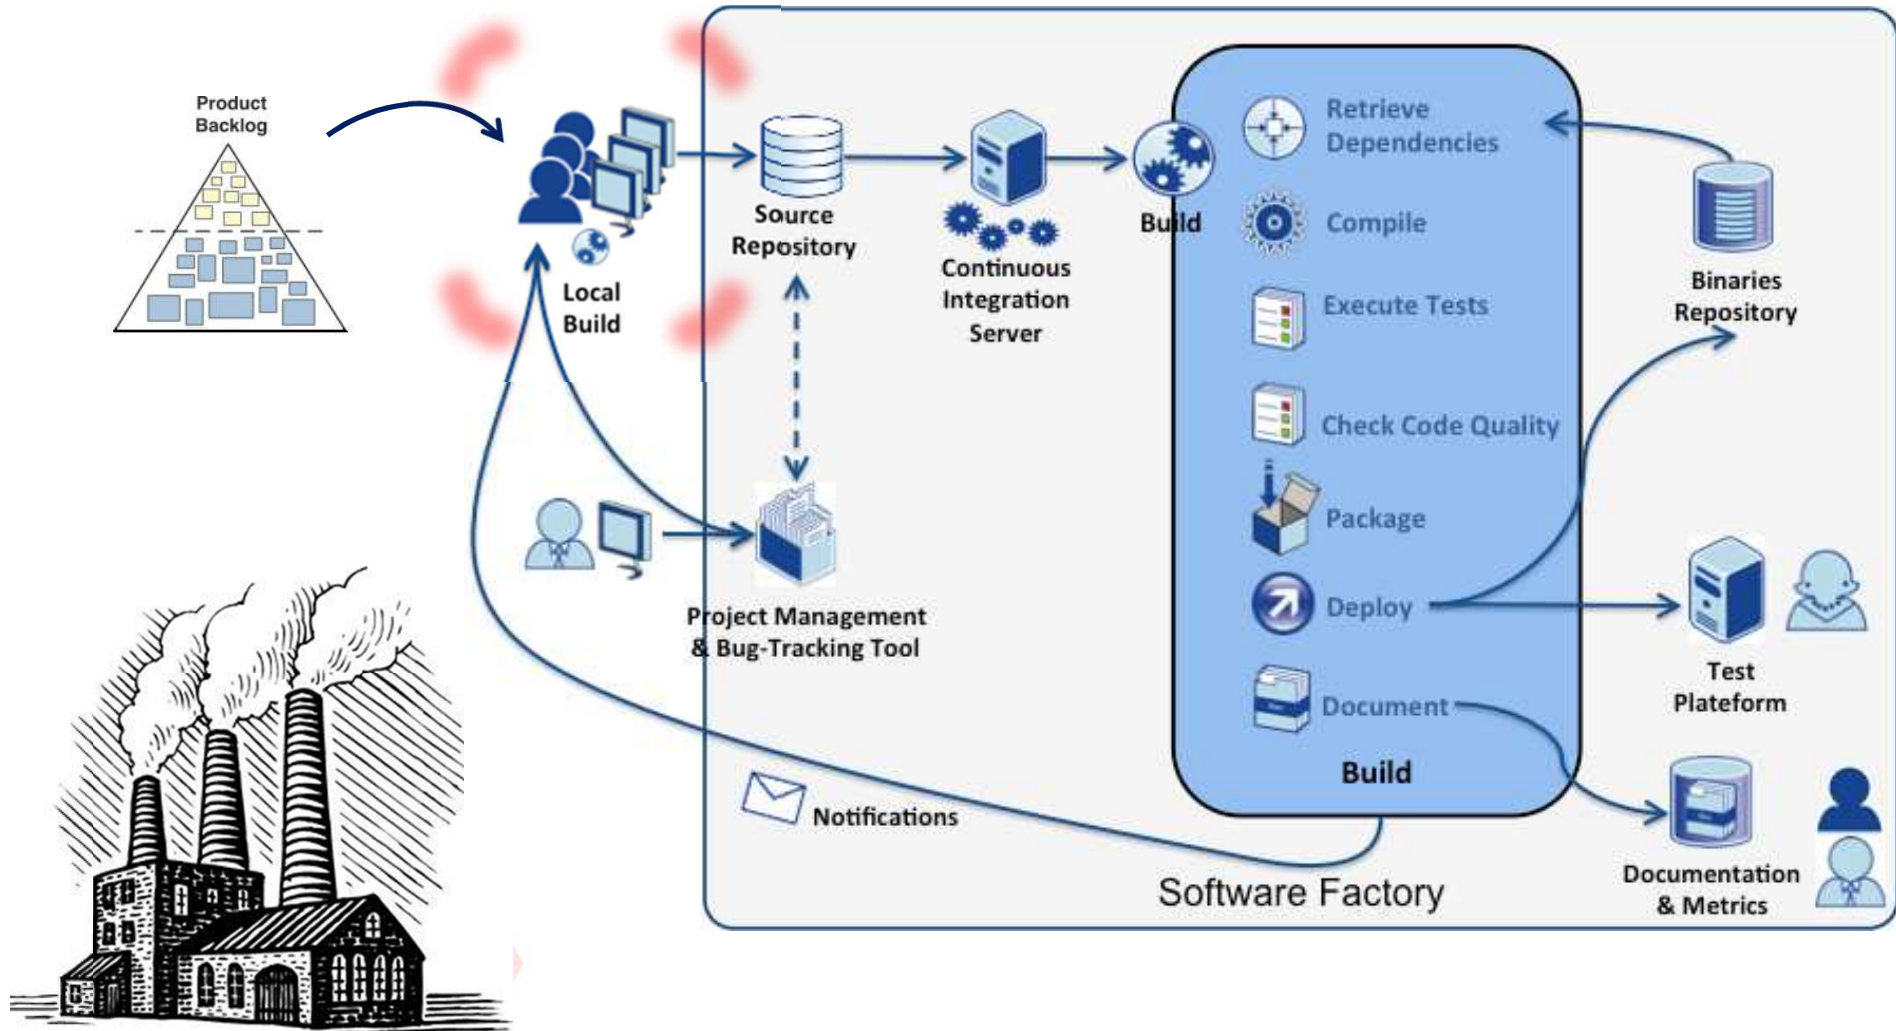 Product
Backlog
Local
Build
Source
Repository
Continuous
Integration
Server
Build
Retrieve
Dependencies
Compile
Execute Tests
Check Code Quality
Package
Deploy
Document
Build
Binaries
Repository
Test
Plateform
Documentation
& Metrics
Project Management
& Bug-Tracking Tool
Notifications
Software Factory